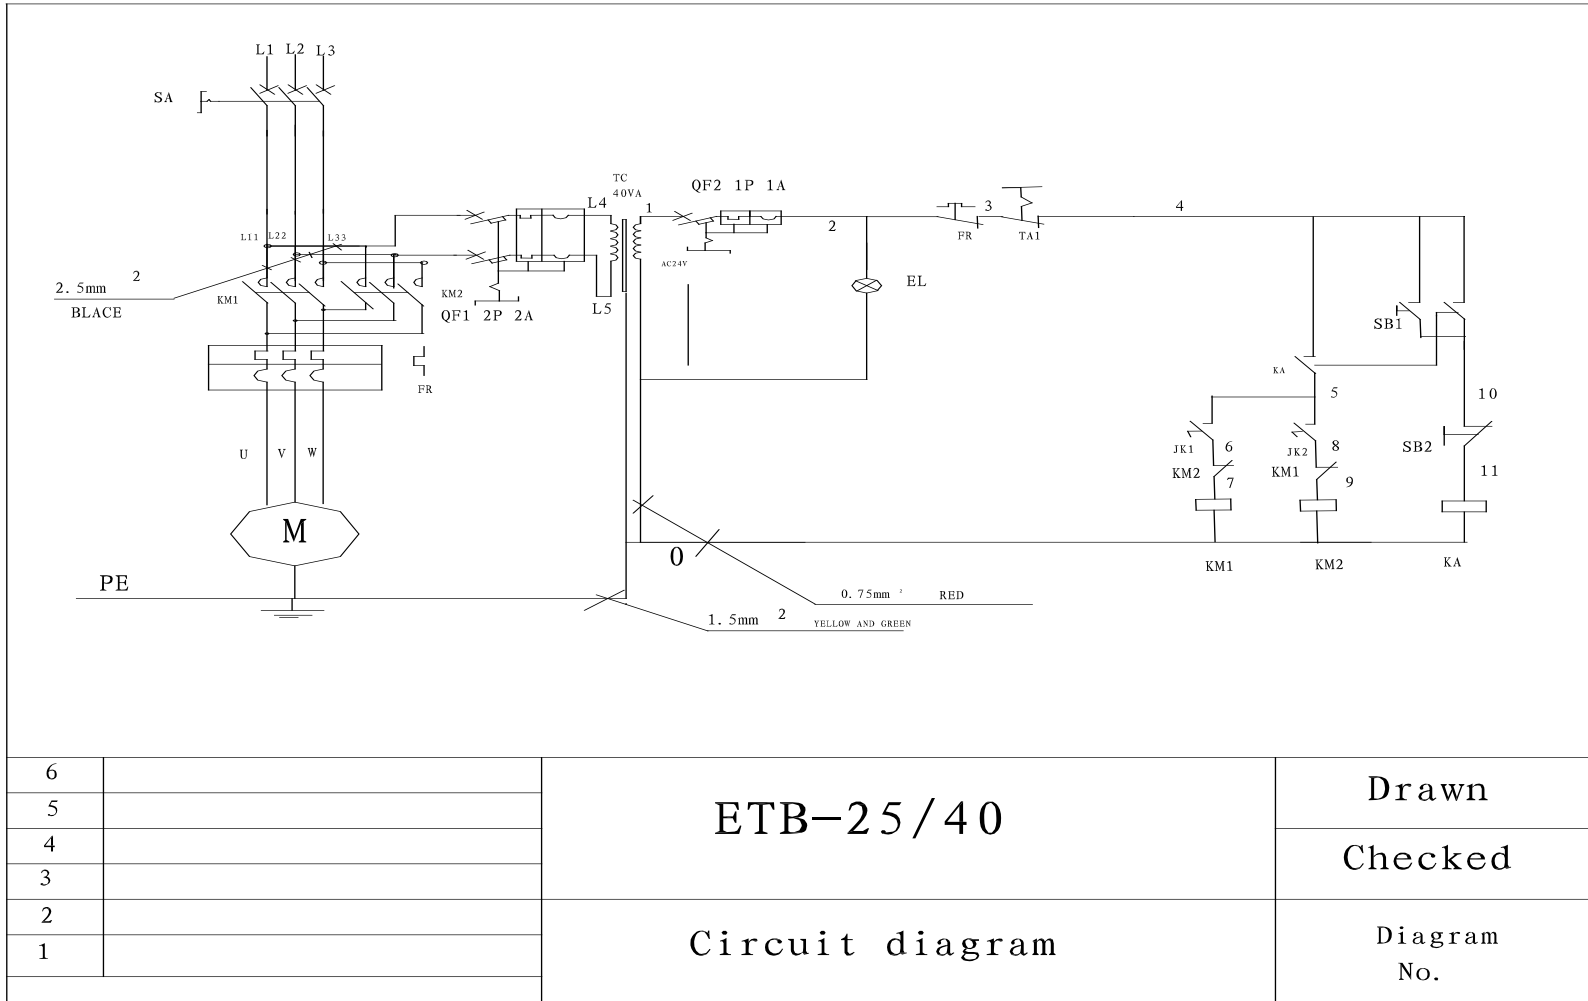 L1 L2 L3
SA
TC
40VA
QF2 1P 1A
L4
1
2
3
FR
TA1
4
L11 L22 L33
AC24V
2.5mm 2
BLACE
KM1
KM2
QF1 2P 2A
L5
EL
SB1
FR
KA
5
10
U V W
JK1
6
JK2
8
SB2
KM2
7
KM1
9
11
M
0
KM1
KM2
KA
PE
0.75mm 2 RED
1.5mm 2 YELLOW AND GREEN
6
5
4
3
2
1
ETB-25/40
Circuit diagram
Drawn
Checked
Diagram
No.